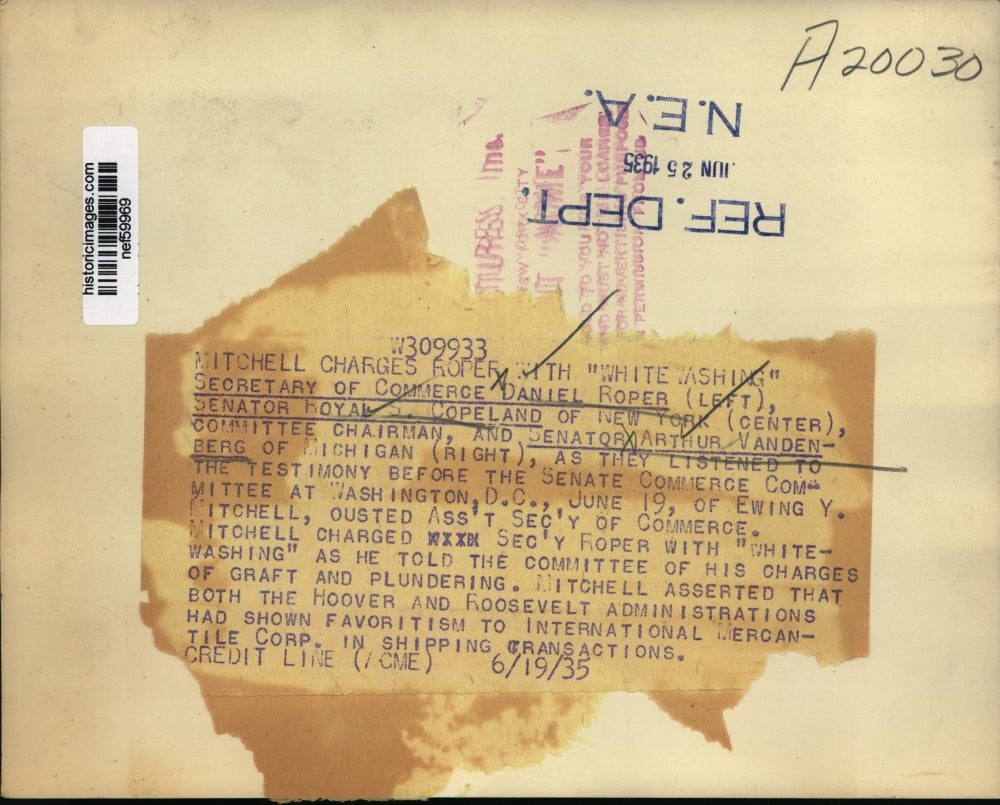 A20030
N.E.A.
JUN 25 1935
REF. DEPT.
historicimages.com
nef59969
Inc.
NEW YORK CITY
W309933
MITCHELL CHARGES ROPER WITH "WHITEWASHING"
SECRETARY OF COMMERCE DANIEL ROPER (LEFT),
SENATOR ROYAL S. COPELAND OF NEW YORK (CENTER),
COMMITTEE CHAIRMAN, AND SENATOR ARTHUR VANDEN-
BERG OF MICHIGAN (RIGHT), AS THEY LISTENED TO
THE TESTIMONY BEFORE THE SENATE COMMERCE COM-
MITTEE AT WASHINGTON, D.C., JUNE 19, OF EWING Y.
MITCHELL, OUSTED ASS'T SEC'Y OF COMMERCE.
MITCHELL CHARGED XXXX SEC'Y ROPER WITH "WHITE-
WASHING" AS HE TOLD THE COMMITTEE OF HIS CHARGES
OF GRAFT AND PLUNDERING. MITCHELL ASSERTED THAT
BOTH THE HOOVER AND ROOSEVELT ADMINISTRATIONS
HAD SHOWN FAVORITISM TO INTERNATIONAL MERCAN-
TILE CORP. IN SHIPPING TRANSACTIONS.
CREDIT LINE (ACME) 6/19/35